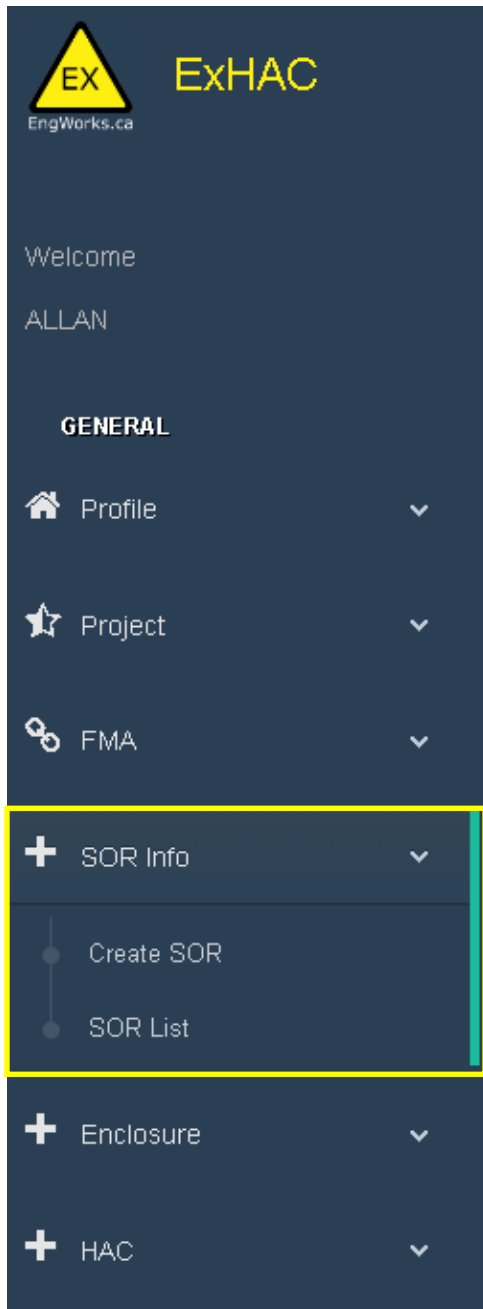 EX
ExHAC
EngWorks.ca
Welcome
ALLAN
GENERAL
Profile
Project
FMA
SOR Info
Create SOR
SOR List
Enclosure
HAC